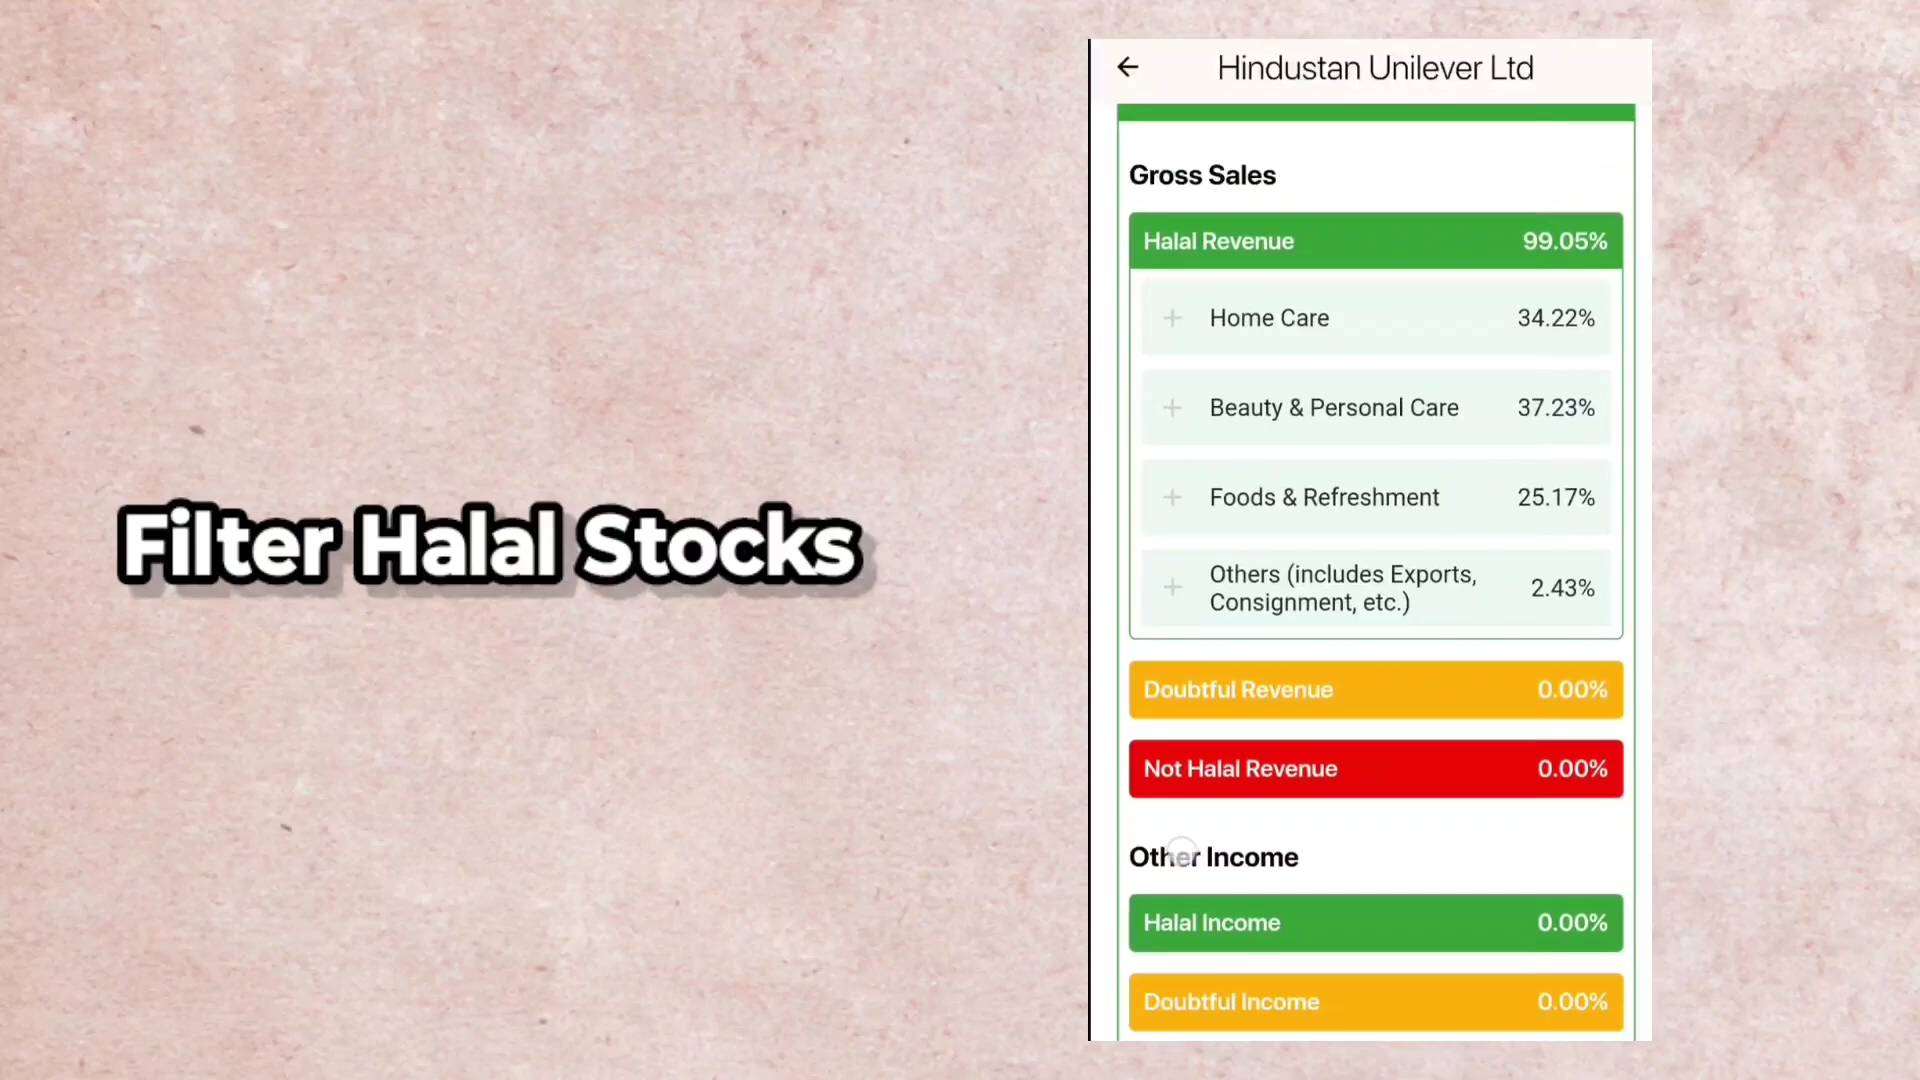 Filter Halal Stocks
Hindustan Unilever Ltd
Gross Sales
Halal Revenue 99.05%
Home Care 34.22%
Beauty & Personal Care 37.23%
Foods & Refreshment 25.17%
Others (includes Exports,
Consignment, etc.) 2.43%
Doubtful Revenue 0.00%
Not Halal Revenue 0.00%
Other Income
Halal Income 0.00%
Doubtful Income 0.00%